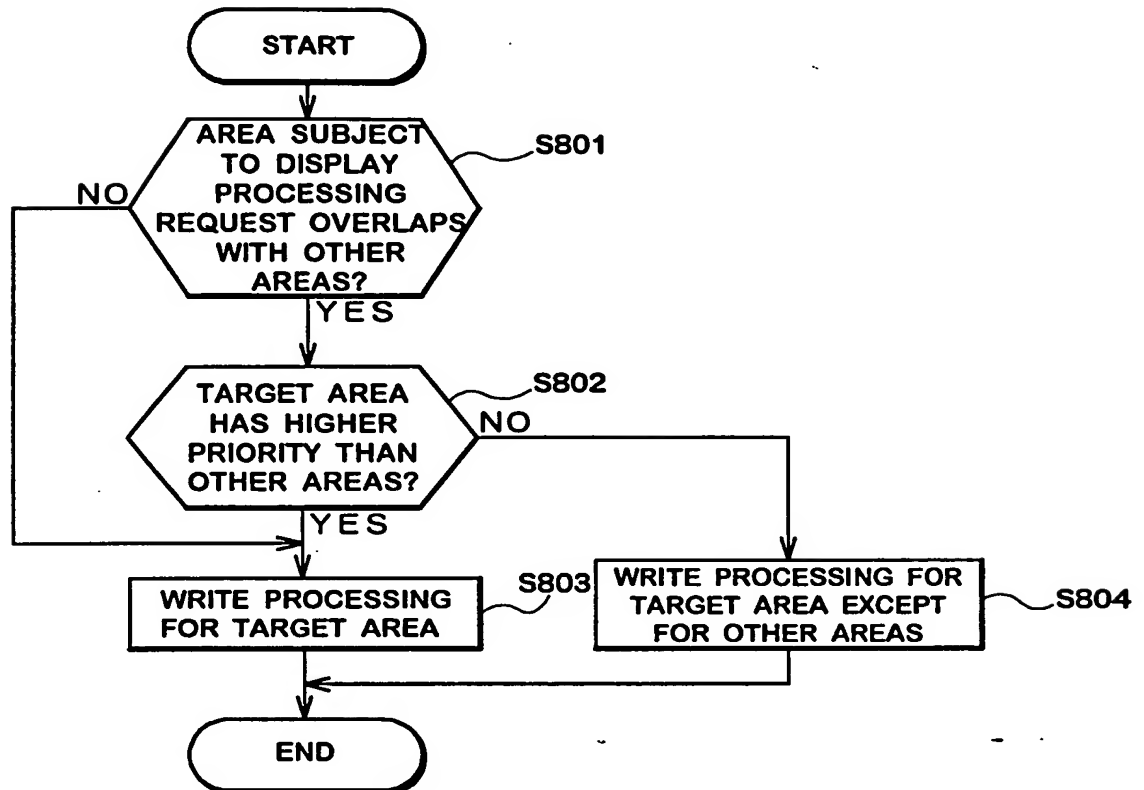 START
AREA SUBJECT
TO DISPLAY
PROCESSING
REQUEST OVERLAPS
WITH OTHER
AREAS?
S801
NO
YES
TARGET AREA
HAS HIGHER
PRIORITY THAN
OTHER AREAS?
S802
NO
YES
WRITE PROCESSING
FOR TARGET AREA
S803
WRITE PROCESSING FOR
TARGET AREA EXCEPT
FOR OTHER AREAS
S804
END